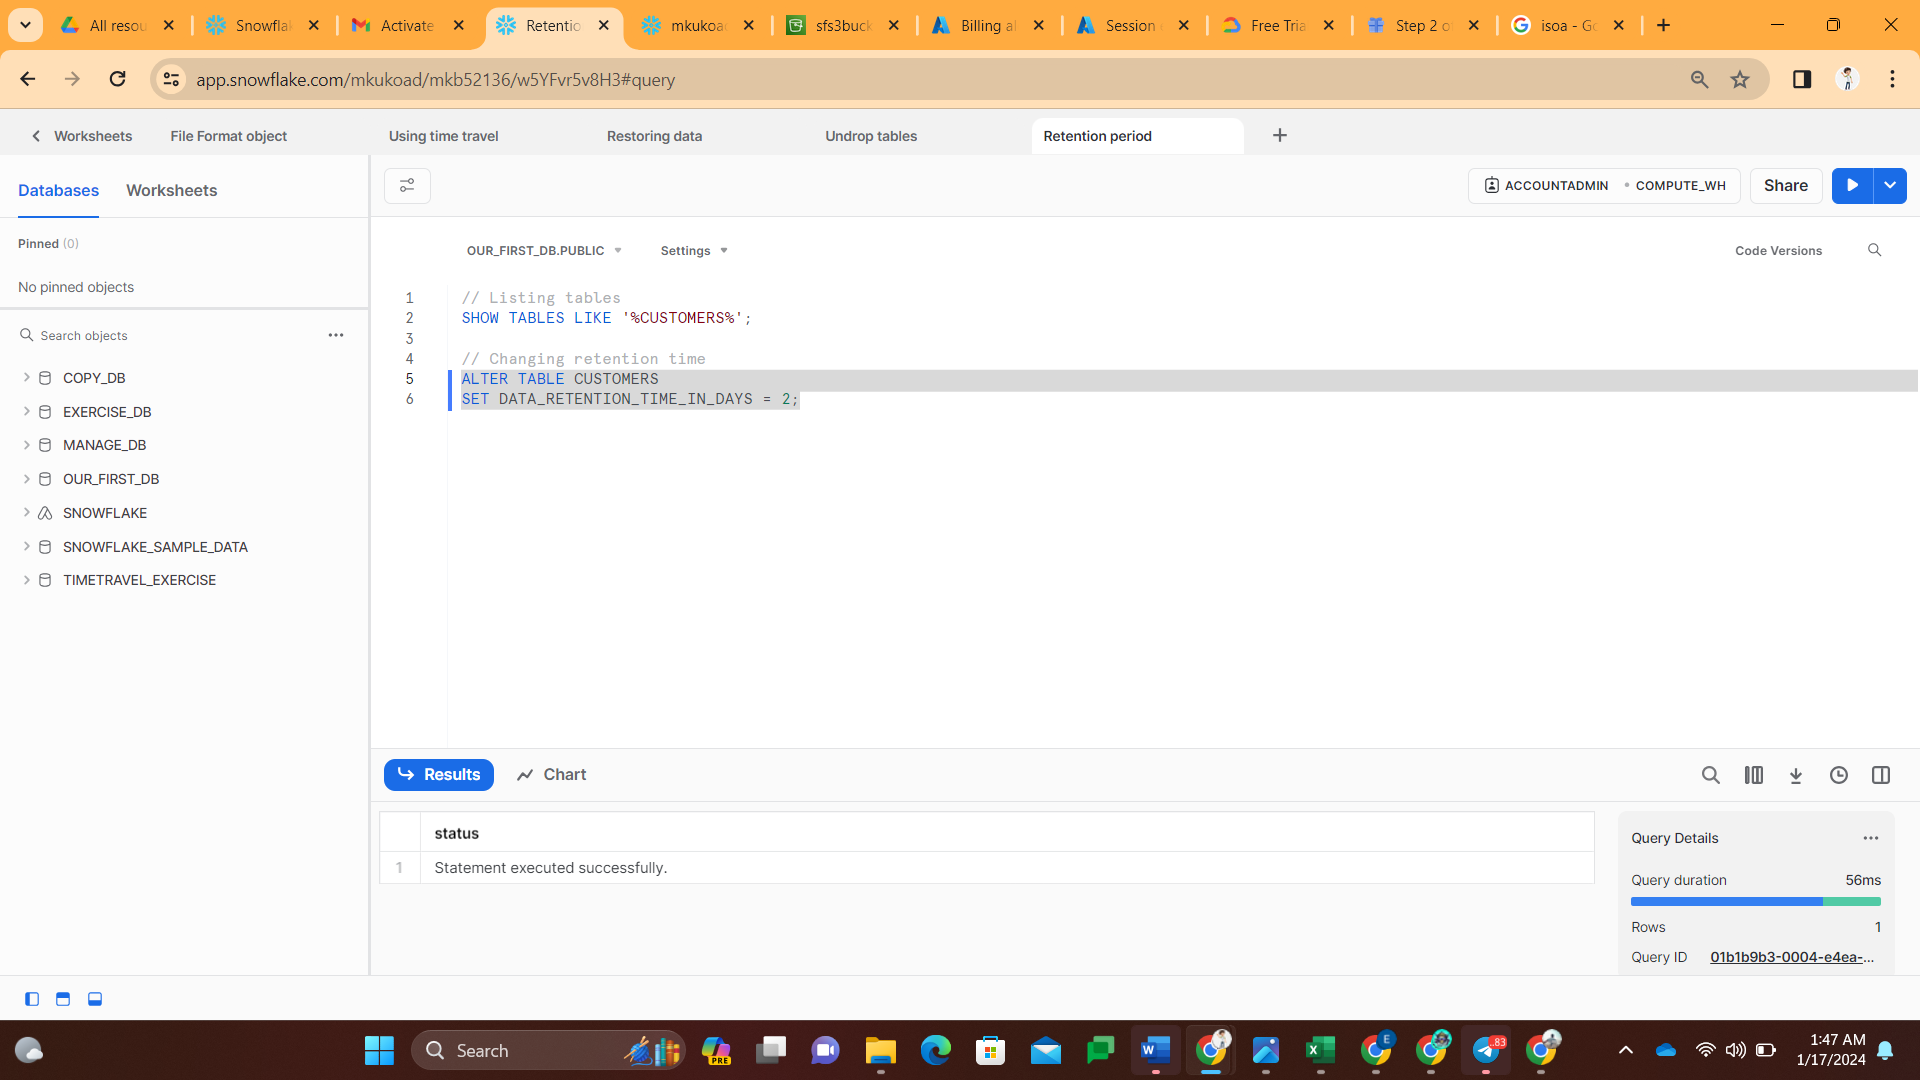 All resou
Snowflak
Activate
Retentio
mkukoad
sfs3buck
Billing al
Session
Free Tria
Step 2 o
isoa - Go
app.snowflake.com/mkukoad/mkb52136/w5YFvr5v8H3#query
Worksheets
File Format object
Using time travel
Restoring data
Undrop tables
Retention period
Databases
Worksheets
ACCOUNTADMIN
COMPUTE_WH
Share
Pinned (0)
No pinned objects
Search objects
COPY_DB
EXERCISE_DB
MANAGE_DB
OUR_FIRST_DB
SNOWFLAKE
SNOWFLAKE_SAMPLE_DATA
TIMETRAVEL_EXERCISE
OUR_FIRST_DB.PUBLIC
Settings
Code Versions
1 // Listing tables
2 SHOW TABLES LIKE '%CUSTOMERS%';
3
4 // Changing retention time
5 ALTER TABLE CUSTOMERS
6 SET DATA_RETENTION_TIME_IN_DAYS = 2;
Results
Chart
status
1 Statement executed successfully.
Query Details
Query duration 56ms
Rows 1
Query ID 01b1b9b3-0004-e4ea-...
Search
PRE
W
X
E
83
1:47 AM
1/17/2024